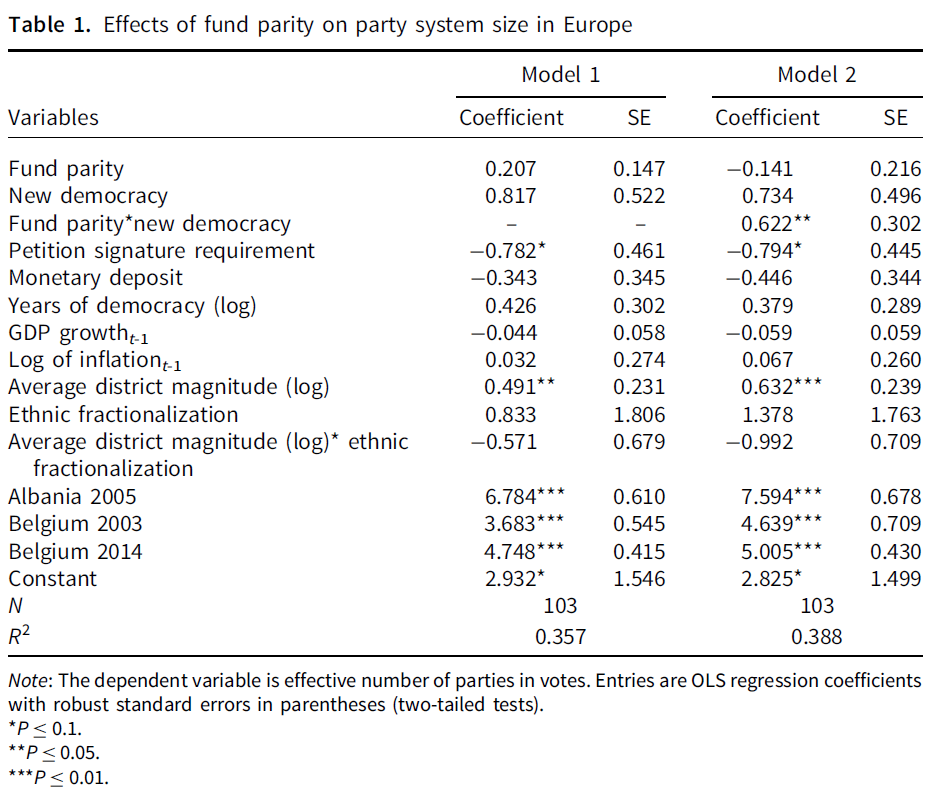 Table 1. Effects of fund parity on party system size in Europe
Model 1 Model 2
Variables Coefficient SE Coefficient SE
Fund parity 0.207 0.147 −0.141 0.216
New democracy 0.817 0.522 0.734 0.496
Fund parity*new democracy – – 0.622** 0.302
Petition signature requirement −0.782* 0.461 −0.794* 0.445
Monetary deposit −0.343 0.345 −0.446 0.344
Years of democracy (log) 0.426 0.302 0.379 0.289
GDP growth t-1 −0.044 0.058 −0.059 0.059
Log of inflation t-1 0.032 0.274 0.067 0.260
Average district magnitude (log) 0.491** 0.231 0.632*** 0.239
Ethnic fractionalization 0.833 1.806 1.378 1.763
Average district magnitude (log)* ethnic −0.571 0.679 −0.992 0.709
fractionalization
Albania 2005 6.784*** 0.610 7.594*** 0.678
Belgium 2003 3.683*** 0.545 4.639*** 0.709
Belgium 2014 4.748*** 0.415 5.005*** 0.430
Constant 2.932* 1.546 2.825* 1.499
N 103 103
R2 0.357 0.388
Note: The dependent variable is effective number of parties in votes. Entries are OLS regression coefficients
with robust standard errors in parentheses (two-tailed tests).
*P ≤ 0.1.
**P ≤ 0.05.
***P ≤ 0.01.